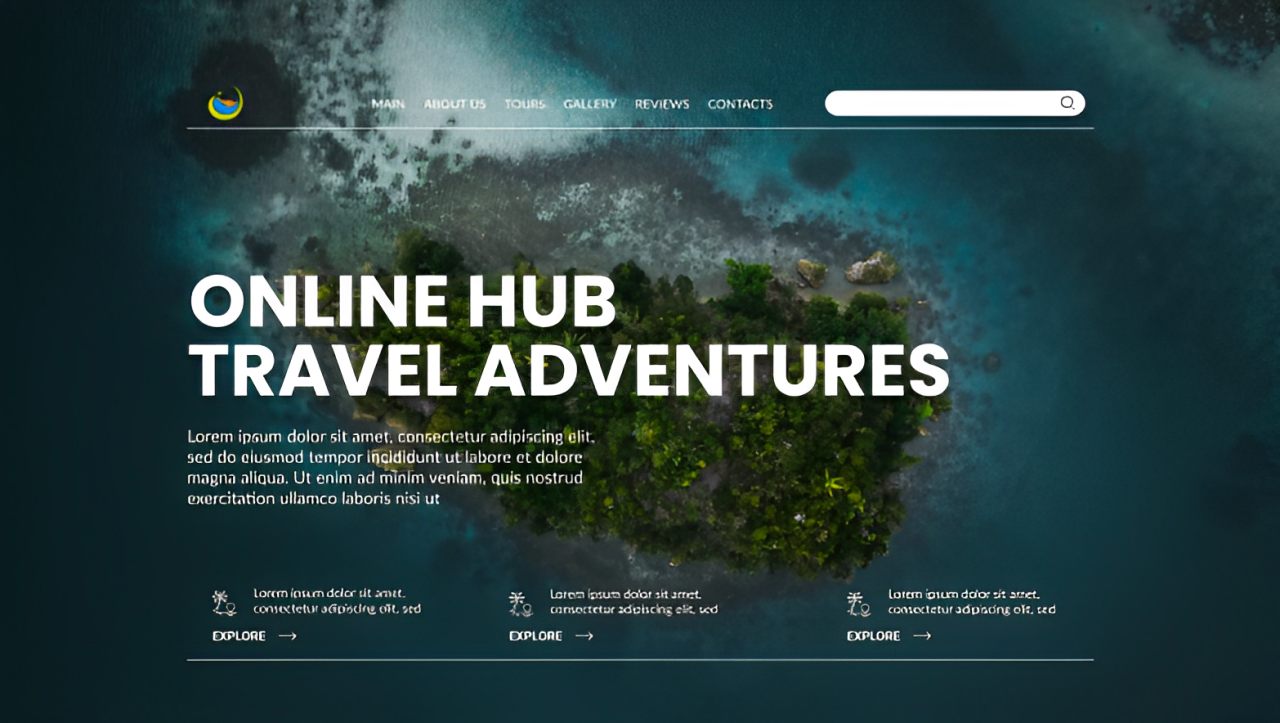 MAIN ABOUT US TOURS GALLERY REVIEWS CONTACTS
ONLINE HUB
TRAVEL ADVENTURES
Lorem ipsum dolor sit amet, consectetur adipiscing elit,
sed do eiusmod tempor incididunt ut labore et dolore
magna aliqua. Ut enim ad minim veniam, quis nostrud
exercitation ullamco laboris nisi ut
Lorem ipsum dolor sit amet,
consectetur adipiscing elit, sed
EXPLORE
Lorem ipsum dolor sit amet,
consectetur adipiscing elit, sed
EXPLORE
Lorem ipsum dolor sit amet,
consectetur adipiscing elit, sed
EXPLORE